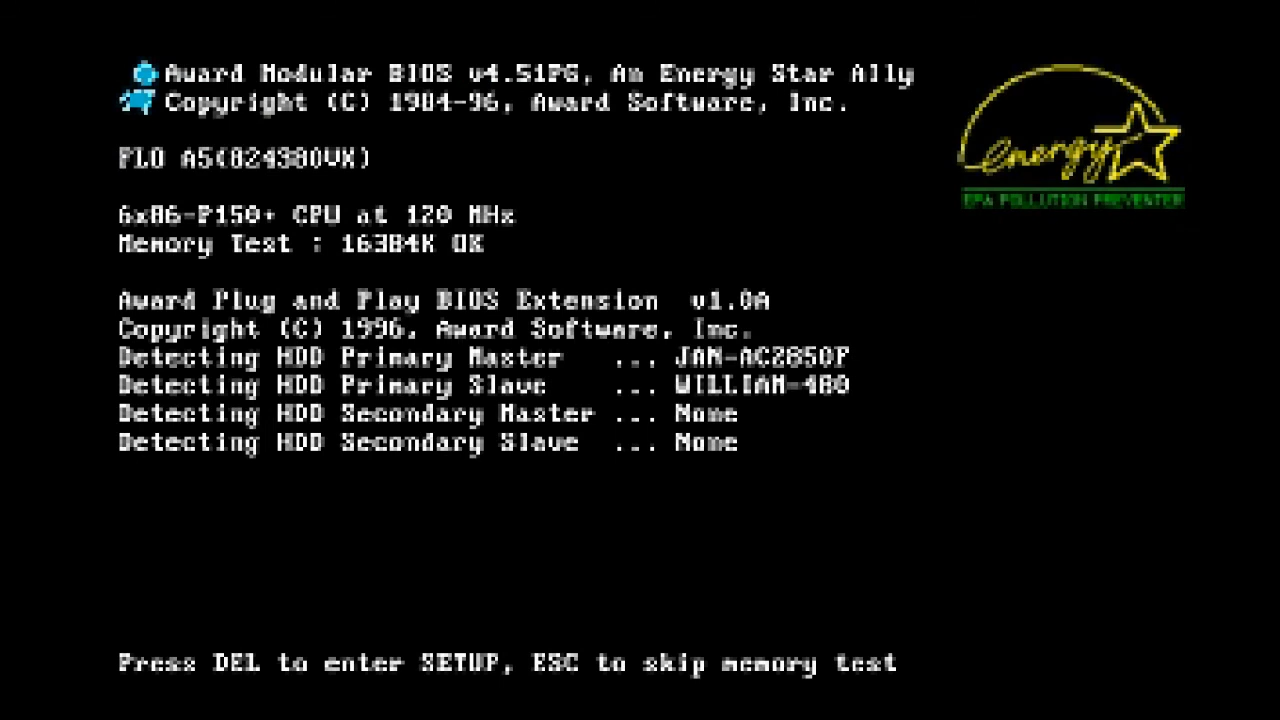 Award Modular BIOS v4.51PG, An Energy Star Ally
Copyright (C) 1984-96, Award Software, Inc.
energy
EPA POLLUTION PREVENTER
PLO A5(82438OVX)
6x86-P150+ CPU at 120 MHz
Memory Test : 16384K OK
Award Plug and Play BIOS Extension v1.0A
Copyright (C) 1996, Award Software, Inc.
Detecting HDD Primary Master ... JAN-AC2850F
Detecting HDD Primary Slave ... WILLIAM-480
Detecting HDD Secondary Master ... None
Detecting HDD Secondary Slave ... None
Press DEL to enter SETUP, ESC to skip memory test